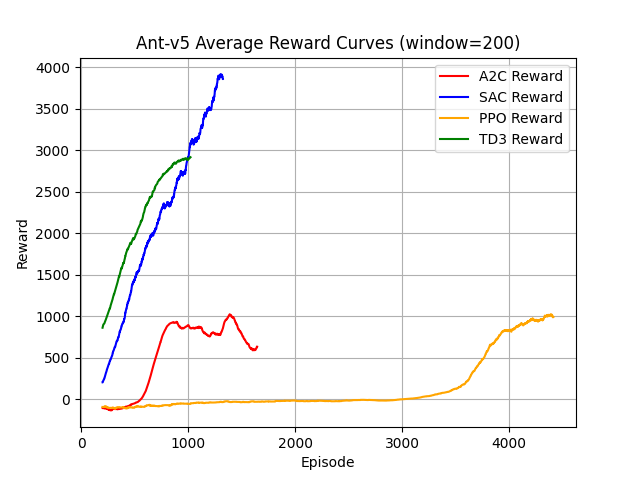 Ant-v5 Average Reward Curves (window=200)
4000
3500
3000
2500
2000
1500
1000
500
0
Reward
A2C Reward
SAC Reward
PPO Reward
TD3 Reward
0 1000 2000 3000 4000
Episode